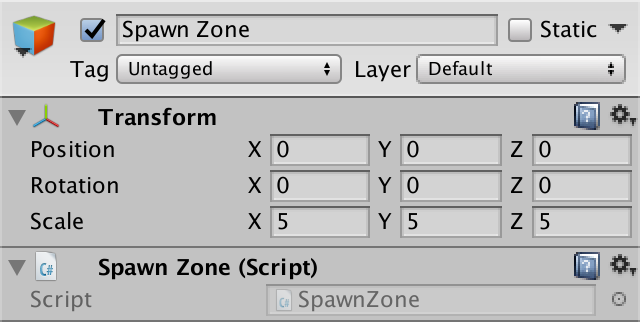 Spawn Zone Static
Tag Untagged Layer Default
Transform
Position X 0 Y 0 Z 0
Rotation X 0 Y 0 Z 0
Scale X 5 Y 5 Z 5
C# Spawn Zone (Script)
Script C# SpawnZone